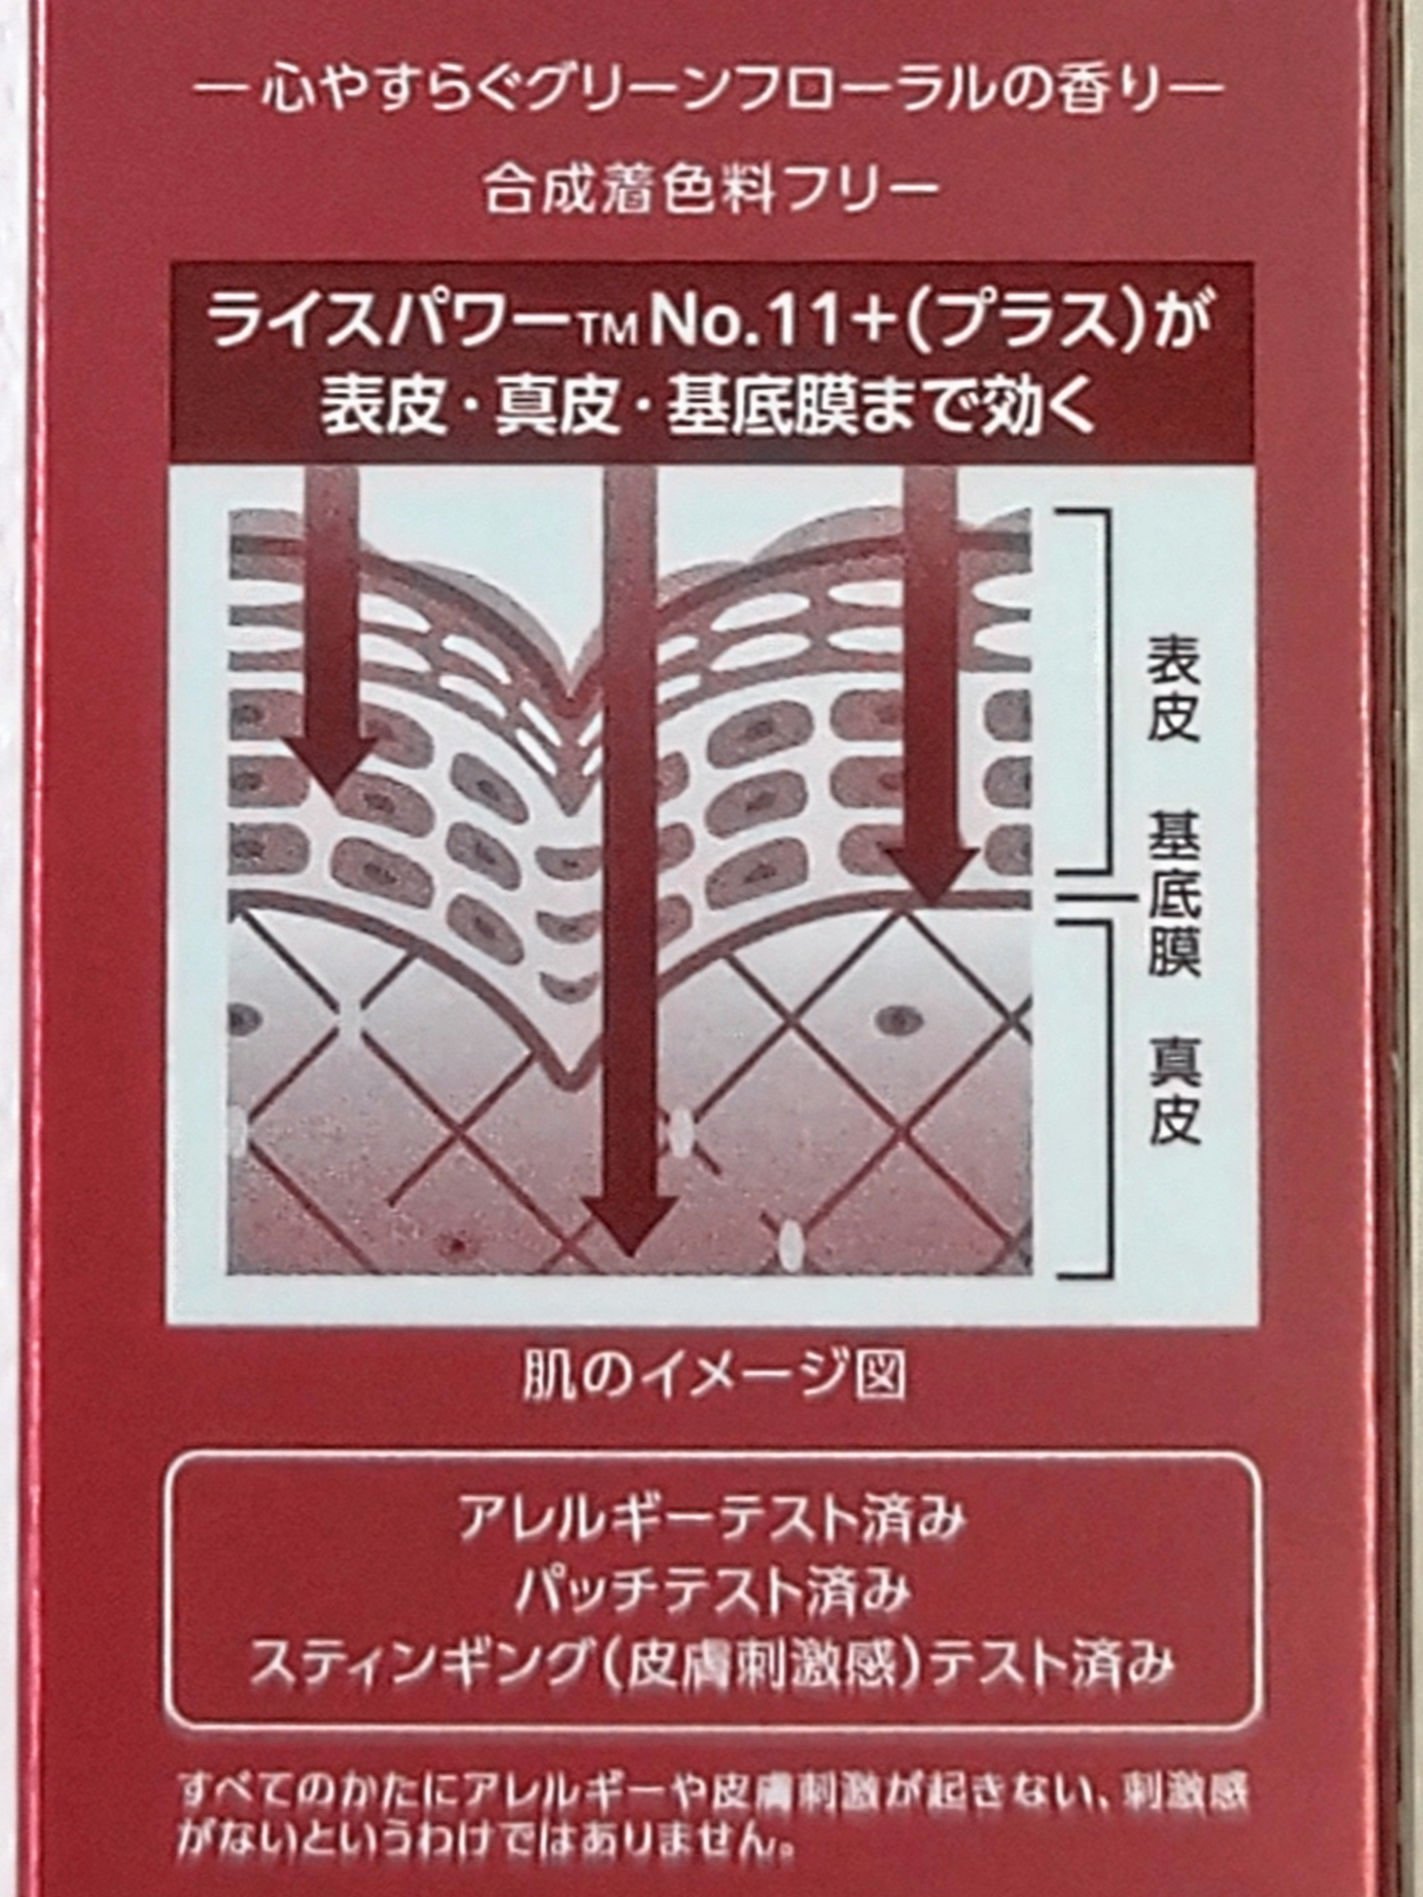 ―心やすらぐグリーンフローラルの香り―
合成着色料フリー
ライスパワー™No.11+(プラス)が
表皮・真皮・基底膜まで効く
表皮
基底膜
真皮
肌のイメージ図
アレルギーテスト済み
パッチテスト済み
スティンギング(皮膚刺激感)テスト済み
すべてのかたにアレルギーや皮膚刺激が起きない、刺激感
がないというわけではありません。